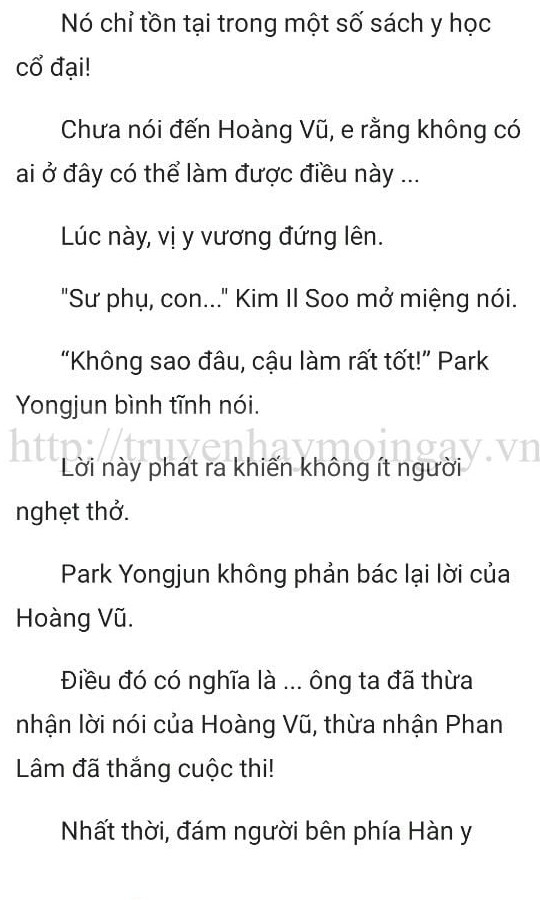 Nó chỉ tồn tại trong một số sách y học
cổ đại!
Chưa nói đến Hoàng Vũ, e rằng không có
ai ở đây có thể làm được điều này ...
Lúc này, vị y vương đứng lên.
"Sư phụ, con..." Kim Il Soo mở miệng nói.
“Không sao đâu, cậu làm rất tốt!” Park
Yongjun bình tĩnh nói.
http://truyenhaymoingay.vn
Lời này phát ra khiến không ít người
nghẹt thở.
Park Yongjun không phản bác lại lời của
Hoàng Vũ.
Điều đó có nghĩa là ... ông ta đã thừa
nhận lời nói của Hoàng Vũ, thừa nhận Phan
Lâm đã thắng cuộc thi!
Nhất thời, đám người bên phía Hàn y